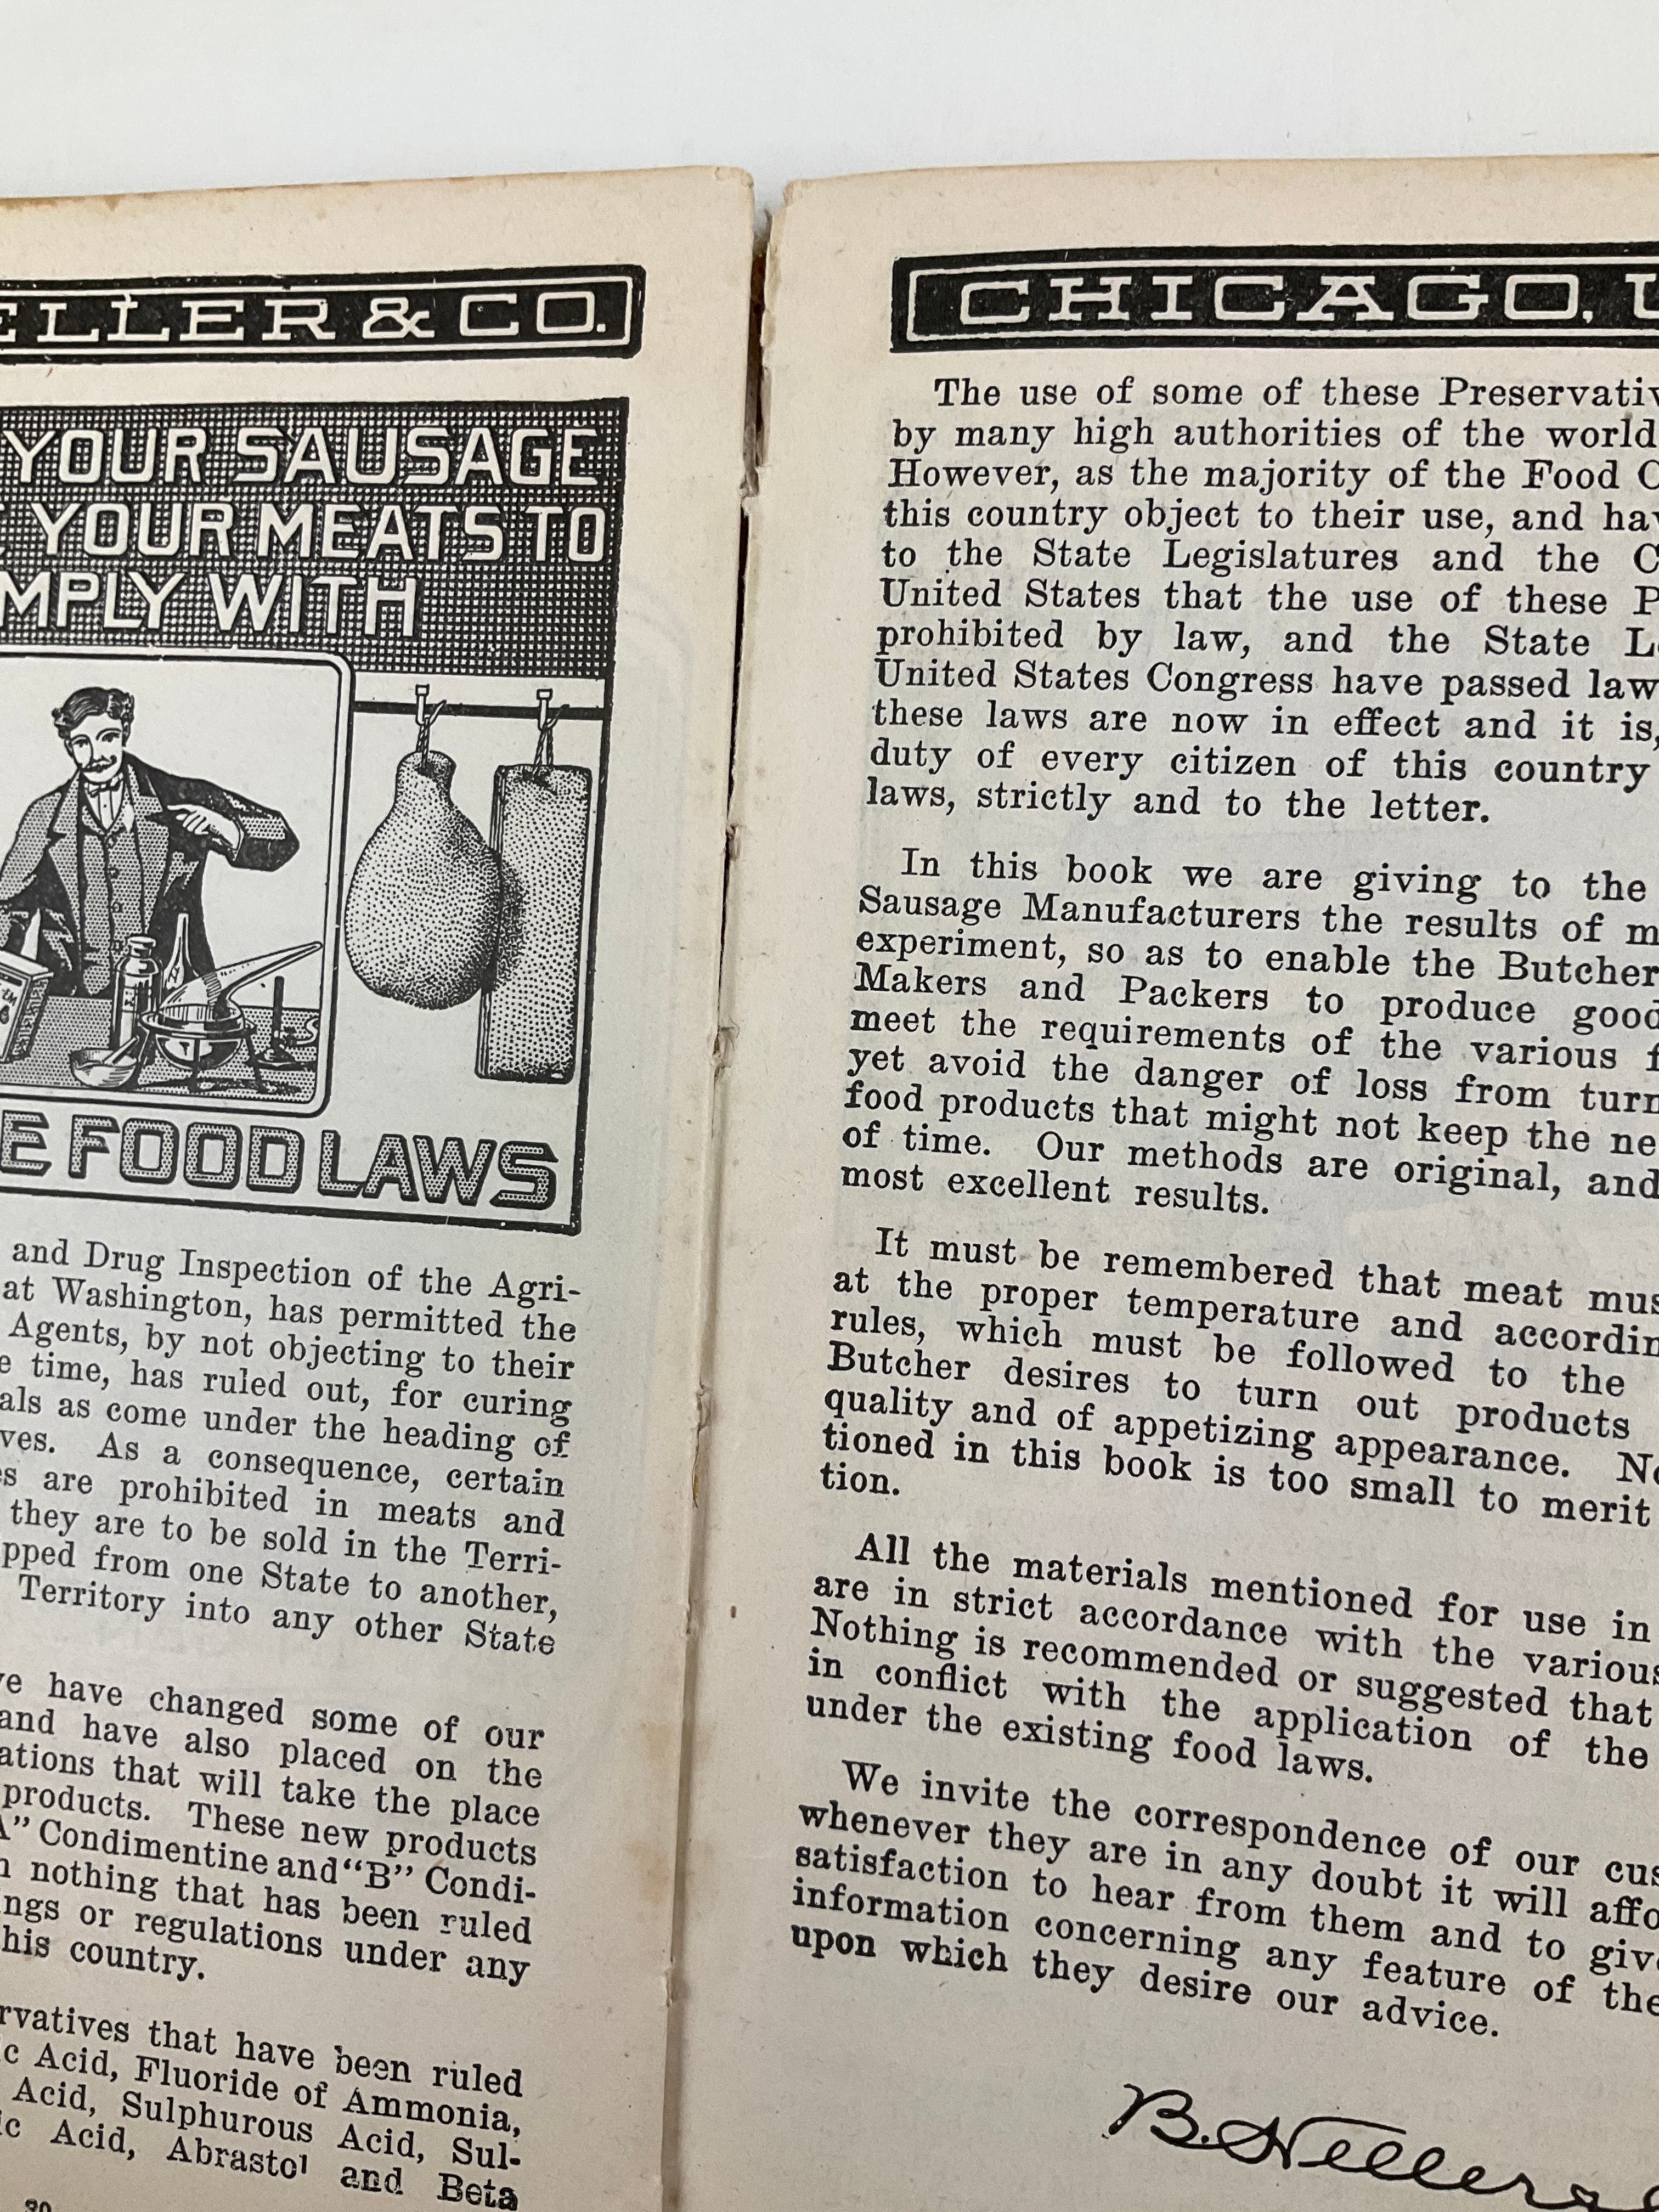 ELLER & CO.
YOUR SAUSAGE
YOUR MEATS TO
MPLY WITH
E FOOD LAWS
and Drug Inspection of the Agri-
at Washington, has permitted the
Agents, by not objecting to their
e time, has ruled out, for curing
als as come under the heading of
ves. As a consequence, certain
es are prohibited in meats and
they are to be sold in the Terri-
pped from one State to another,
Territory into any other State
ve have changed some of our
and have also placed on the
ations that will take the place
products. These new products
A" Condimentine and "B" Condi-
n nothing that has been ruled
ngs or regulations under any
his country.
rvatives that have been ruled
ic Acid, Fluoride of Ammonia,
Acid, Sulphurous Acid, Sul-
ic Acid, Abrastol and Beta
CHICAGO, U
The use of some of these Preservativ
by many high authorities of the world
However, as the majority of the Food C
this country object to their use, and hav
to the State Legislatures and the C
United States that the use of these P
prohibited by law, and the State Le
United States Congress have passed law
these laws are now in effect and it is,
duty of every citizen of this country
laws, strictly and to the letter.
In this book we are giving to the
Sausage Manufacturers the results of m
experiment, so as to enable the Butcher
Makers and Packers to produce good
meet the requirements of the various f
yet avoid the danger of loss from turn
food products that might not keep the ne
of time. Our methods are original, and
most excellent results.
It must be remembered that meat mus
at the proper temperature and accordin
rules, which must be followed to the
Butcher desires to turn out products
quality and of appetizing appearance. No
tioned in this book is too small to merit
tion.
All the materials mentioned for use in
are in strict accordance with the various
Nothing is recommended or suggested that
in conflict with the application of the
under the existing food laws.
We invite the correspondence of our cus
whenever they are in any doubt it will affo
satisfaction to hear from them and to give
information concerning any feature of the
upon which they desire our advice.
B. Heller &